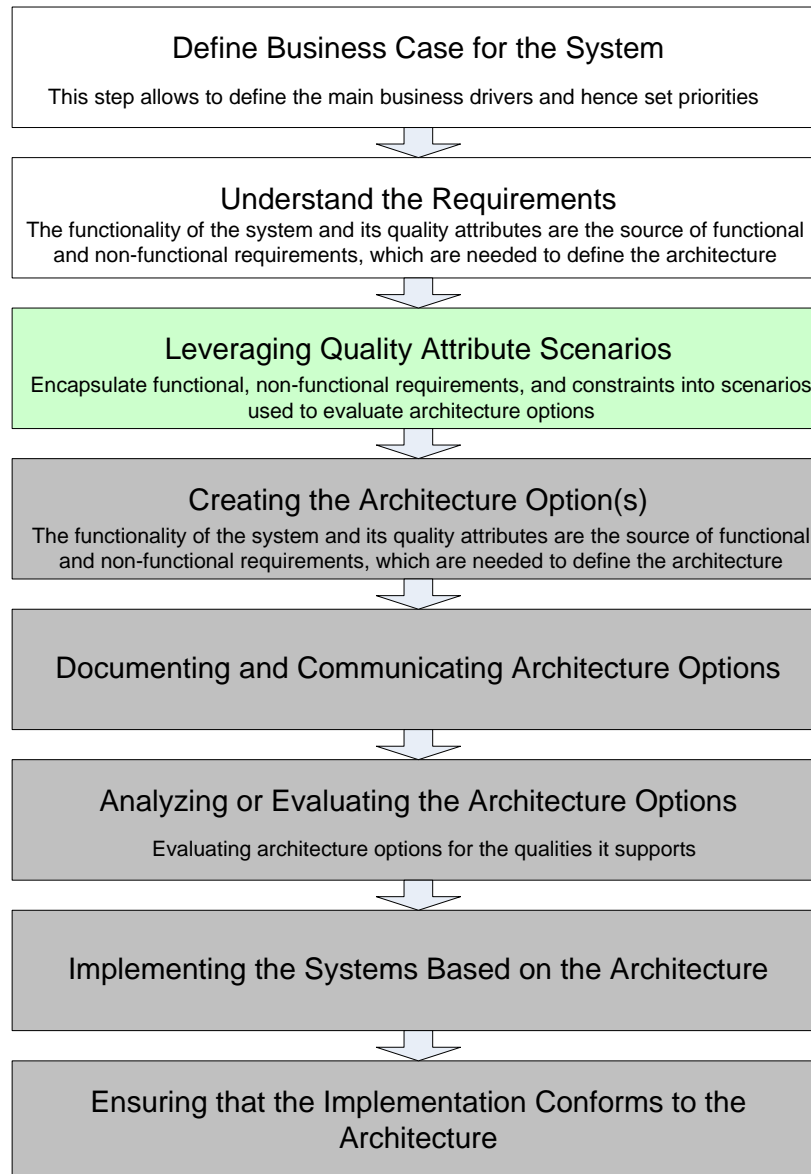 Define Business Case for the System
This step allows to define the main business drivers and hence set priorities
Understand the Requirements
The functionality of the system and its quality attributes are the source of functional
and non-functional requirements, which are needed to define the architecture
Leveraging Quality Attribute Scenarios
Encapsulate functional, non-functional requirements, and constraints into scenarios
used to evaluate architecture options
Creating the Architecture Option(s)
The functionality of the system and its quality attributes are the source of functional
and non-functional requirements, which are needed to define the architecture
Documenting and Communicating Architecture Options
Analyzing or Evaluating the Architecture Options
Evaluating architecture options for the qualities it supports
Implementing the Systems Based on the Architecture
Ensuring that the Implementation Conforms to the
Architecture